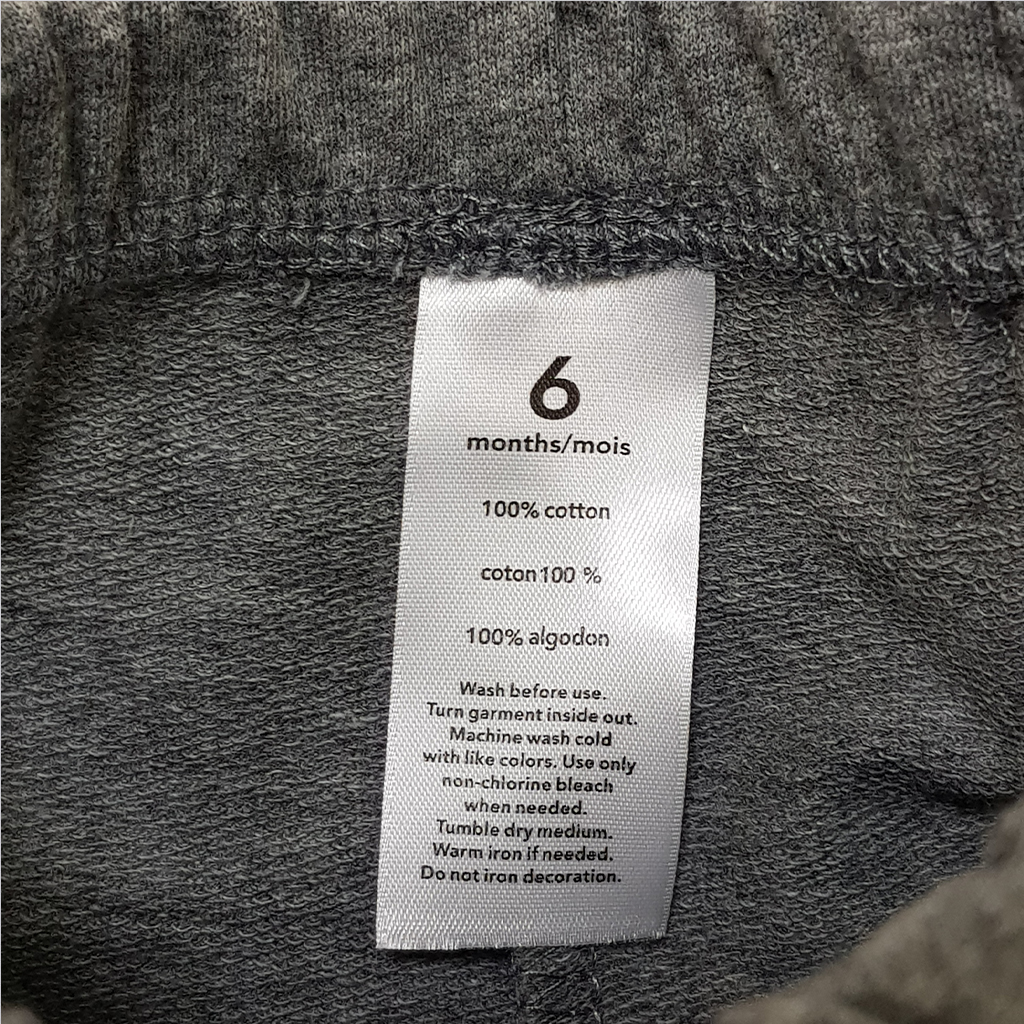 6
months/mois
100% cotton
coton100 %
100% algodon
Wash before use.
Turn garment inside out.
Machine wash cold
with like colors. Use only
non-chlorine bleach
when needed.
Tumble dry medium.
Warm iron if needed.
Do not iron decoration.